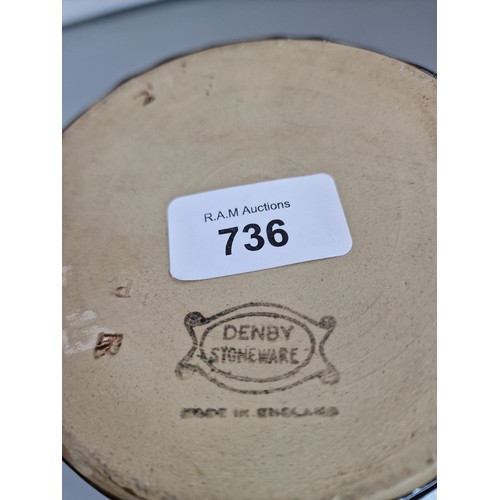 R.A.M Auctions
736
DENBY
STONEWARE
MADE IN ENGLAND